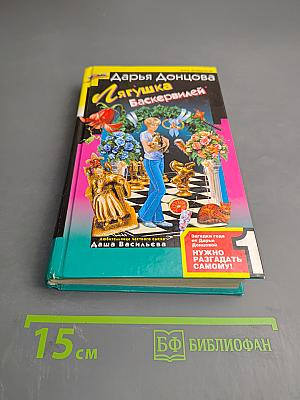 Дарья Донцова
Лягушка
Баскервилей
любительница частного сыска
Даша Васильева
Загадки года
от Дарьи
Донцовой
НУЖНО
РАЗГАДАТЬ
САМОМУ!
1
15 см
БФ БИБЛИОФАН